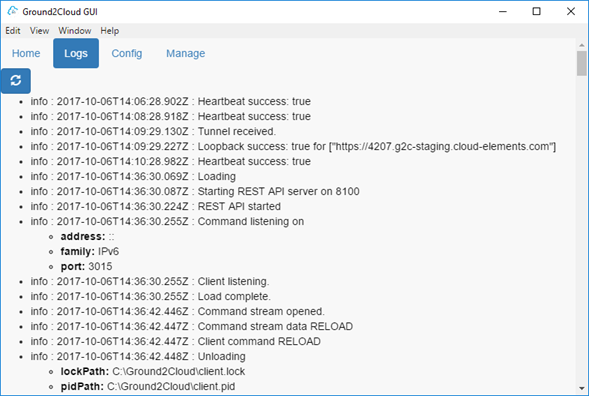 Ground2Cloud GUI
Edit View Window Help
Home Logs Config Manage
info : 2017-10-06T14:06:28.902Z : Heartbeat success: true
info : 2017-10-06T14:08:28.918Z : Heartbeat success: true
info : 2017-10-06T14:09:29.130Z : Tunnel received.
info : 2017-10-06T14:09:29.227Z : Loopback success: true for ["https://4207.g2c-staging.cloud-elements.com"]
info : 2017-10-06T14:10:28.982Z : Heartbeat success: true
info : 2017-10-06T14:36:30.069Z : Loading
info : 2017-10-06T14:36:30.087Z : Starting REST API server on 8100
info : 2017-10-06T14:36:30.224Z : REST API started
info : 2017-10-06T14:36:30.255Z : Command listening on
address: ::
family: IPv6
port: 3015
info : 2017-10-06T14:36:30.255Z : Client listening.
info : 2017-10-06T14:36:30.255Z : Load complete.
info : 2017-10-06T14:36:42.446Z : Command stream opened.
info : 2017-10-06T14:36:42.447Z : Command stream data RELOAD
info : 2017-10-06T14:36:42.447Z : Client command RELOAD
info : 2017-10-06T14:36:42.448Z : Unloading
lockPath: C:\Ground2Cloud\client.lock
pidPath: C:\Ground2Cloud\client.pid